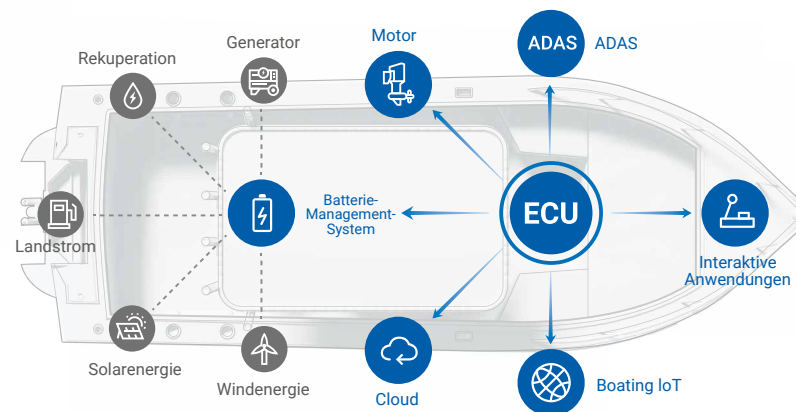 Motor
ADAS
ADAS
Generator
Rekuperation
Batterie-
Management-
System
ECU
Landstrom
Interaktive
Anwendungen
Solarenergie
Windenergie
Cloud
Boating IoT